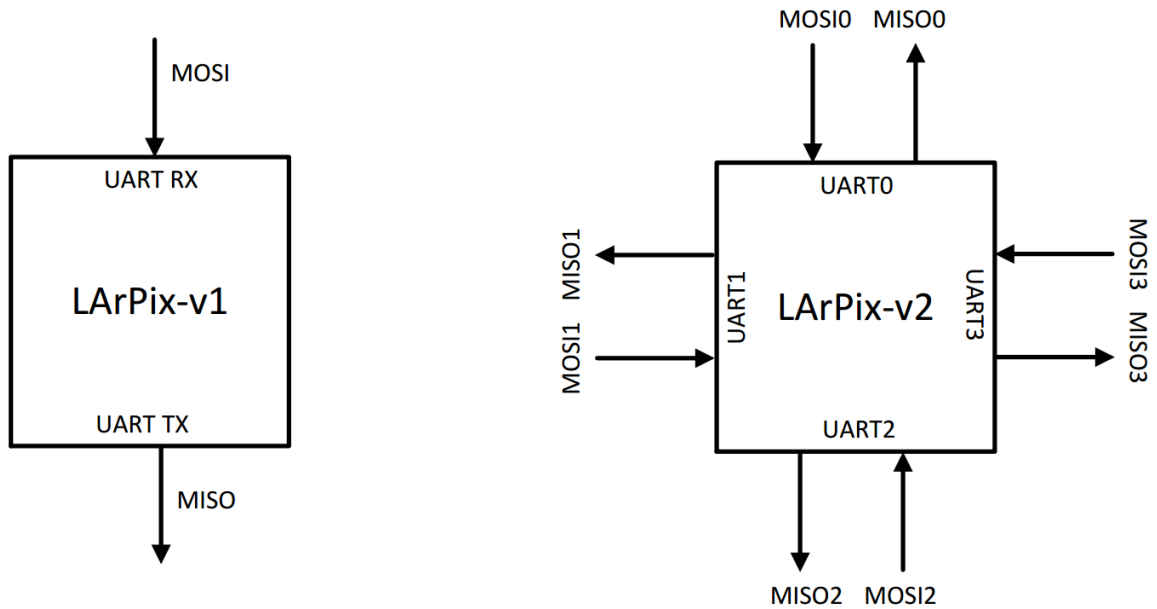 MOSI
UART RX
LArPix-v1
UART TX
MISO
MOSI0 MISO0
UART0
MISO1
MOSI1
UART1
LArPix-v2
UART3
MOSI3
MISO3
UART2
MISO2 MOSI2